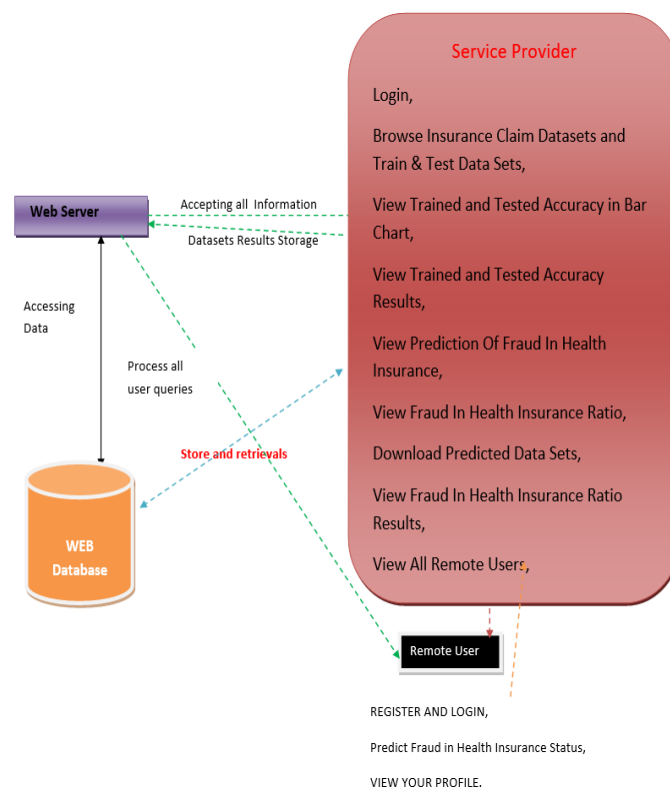 Service Provider
Login,
Browse Insurance Claim Datasets and
Train & Test Data Sets,
View Trained and Tested Accuracy in Bar
Chart,
View Trained and Tested Accuracy
Results,
View Prediction Of Fraud In Health
Insurance,
View Fraud In Health Insurance Ratio,
Download Predicted Data Sets,
View Fraud In Health Insurance Ratio
Results,
View All Remote Users,
Web Server
Accepting all Information
Datasets Results Storage
Accessing
Data
Process all
user queries
Store and retrievals
WEB
Database
Remote User
REGISTER AND LOGIN,
Predict Fraud in Health Insurance Status,
VIEW YOUR PROFILE.